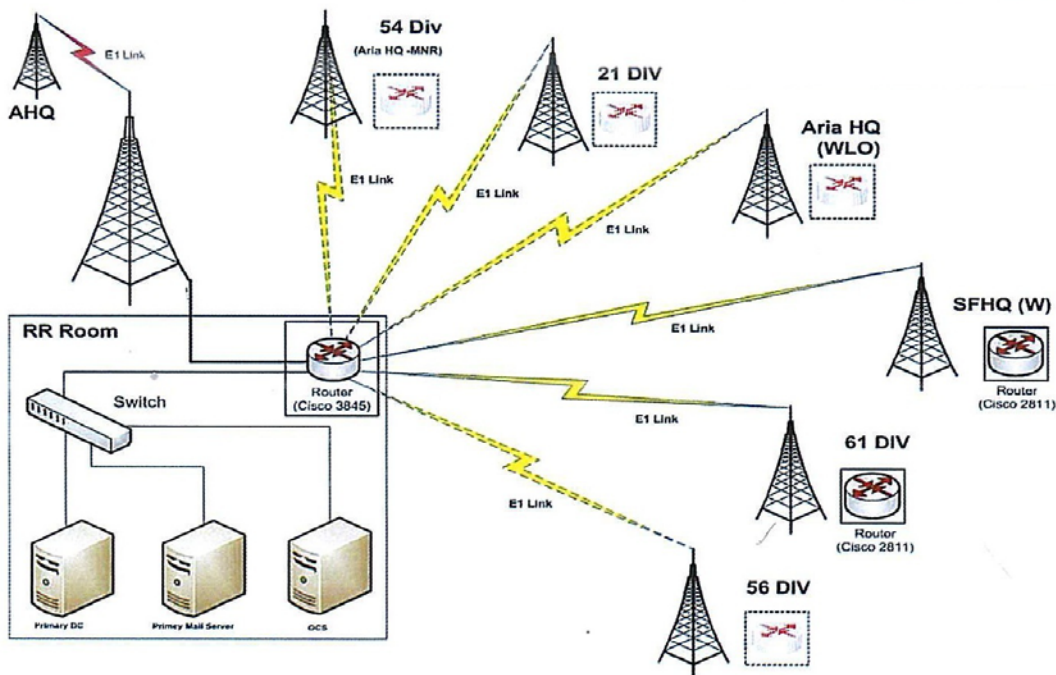 54 Div
(Aria HQ -MNR)
E1 Link
AHQ
21 DIV
Aria HQ
(WLO)
E1 Link
E1 Link
E1 Link
SFHQ (W)
E1 Link
RR Room
Router
(Cisco 3845)
Switch
Router
(Cisco 2811)
E1 Link
61 DIV
E1 Link
Router
(Cisco 2811)
56 DIV
Primary DC
Primey Mail Server
OCS